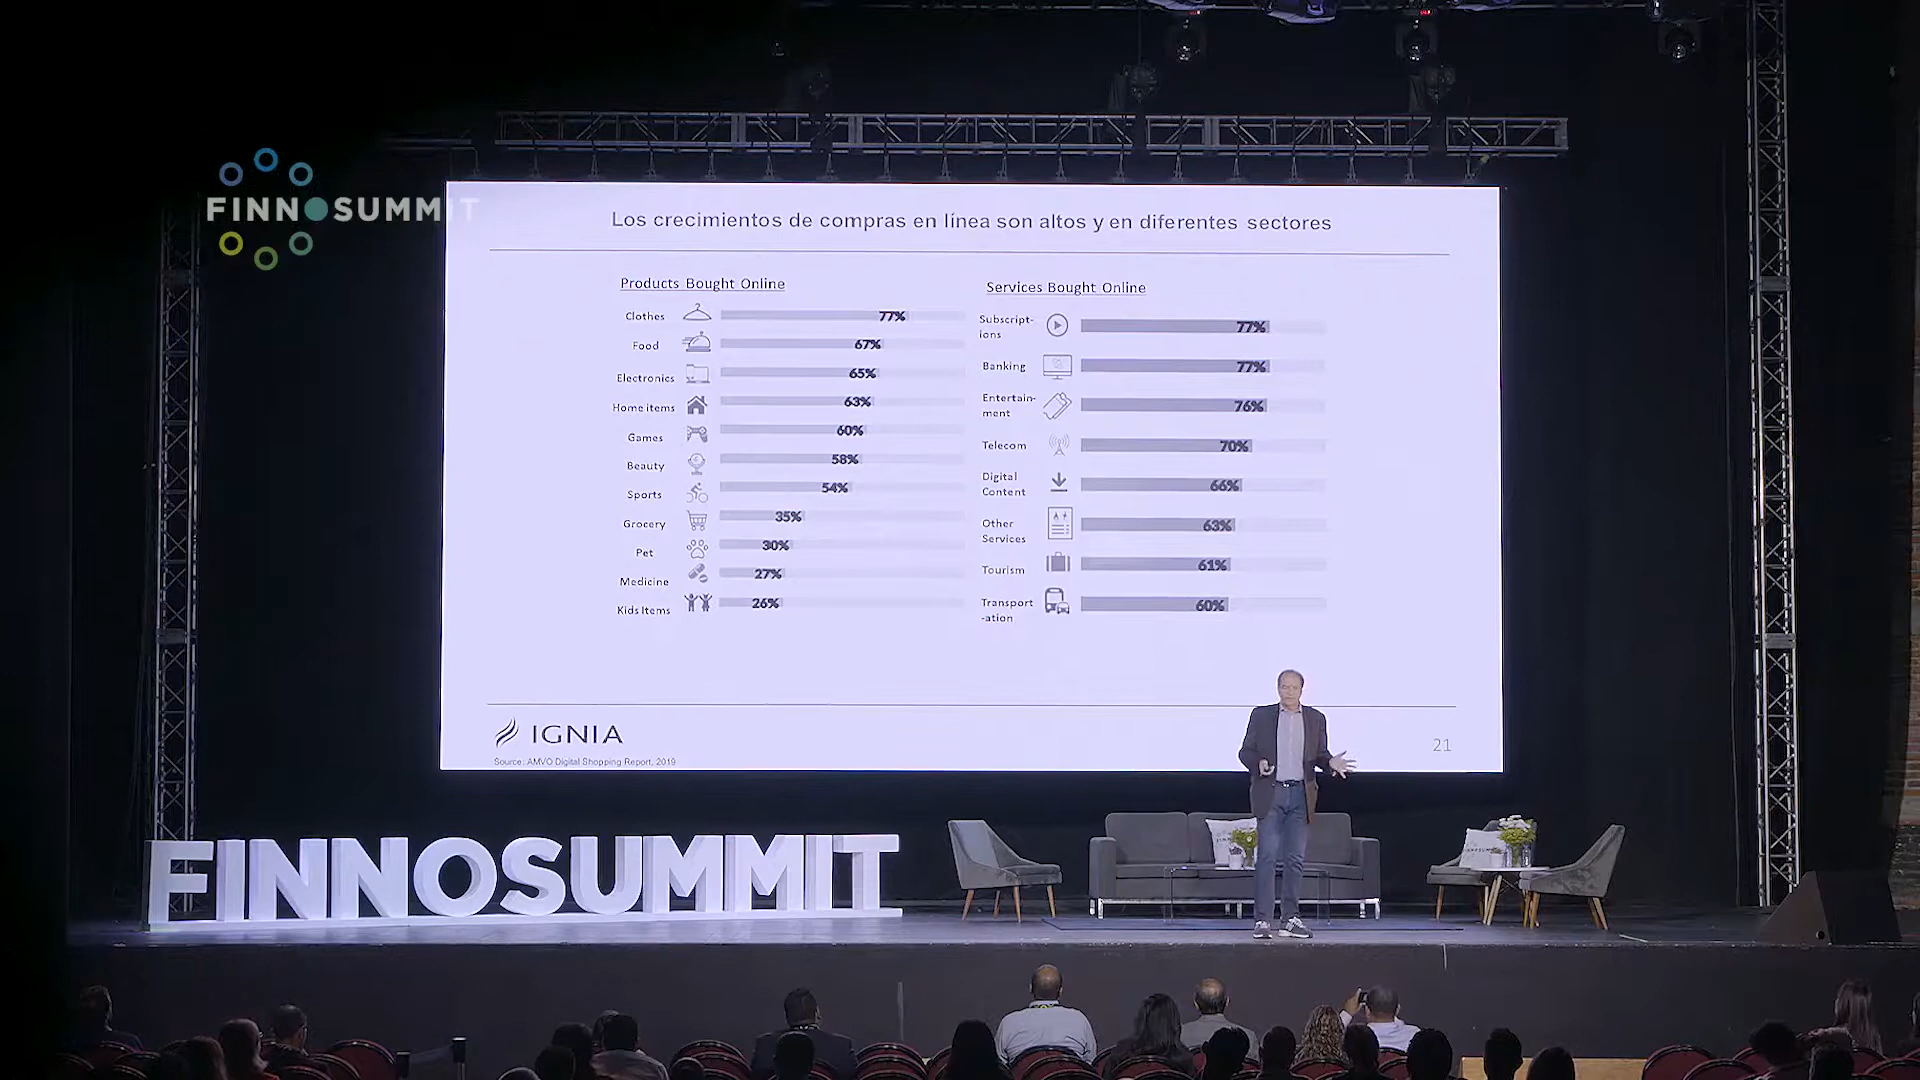 FINNOSUMMIT
Los crecimientos de compras en línea son altos y en diferentes sectores
Products Bought Online
Clothes 77%
Food 67%
Electronics 65%
Home items 63%
Games 60%
Beauty 58%
Sports 54%
Grocery 35%
Pet 30%
Medicine 27%
Kids Items 26%
Services Bought Online
Subscript-
ions 77%
Banking 77%
Entertain-
ment 76%
Telecom 70%
Digital
Content 66%
Other
Services 63%
Tourism 61%
Transport
-ation 60%
IGNIA
Source: AMVO Digital Shopping Report, 2019
21
FINNOSUMMIT